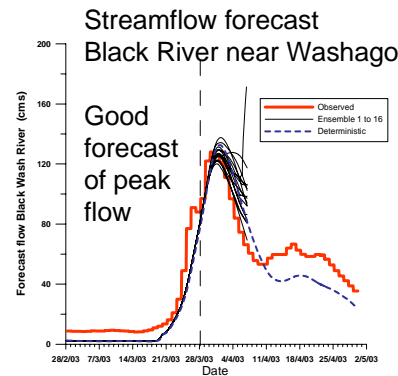 Streamflow forecast
Black River near Washago
Good
forecast
of peak
flow
Observed
Ensemble 1 to 16
Deterministic
Forecast flow Black Wash River (cms)
200
160
120
80
40
0
28/2/03 7/3/03 14/3/03 21/3/03 28/3/03 4/4/03 11/4/03 18/4/03 25/4/03 2/5/03
Date